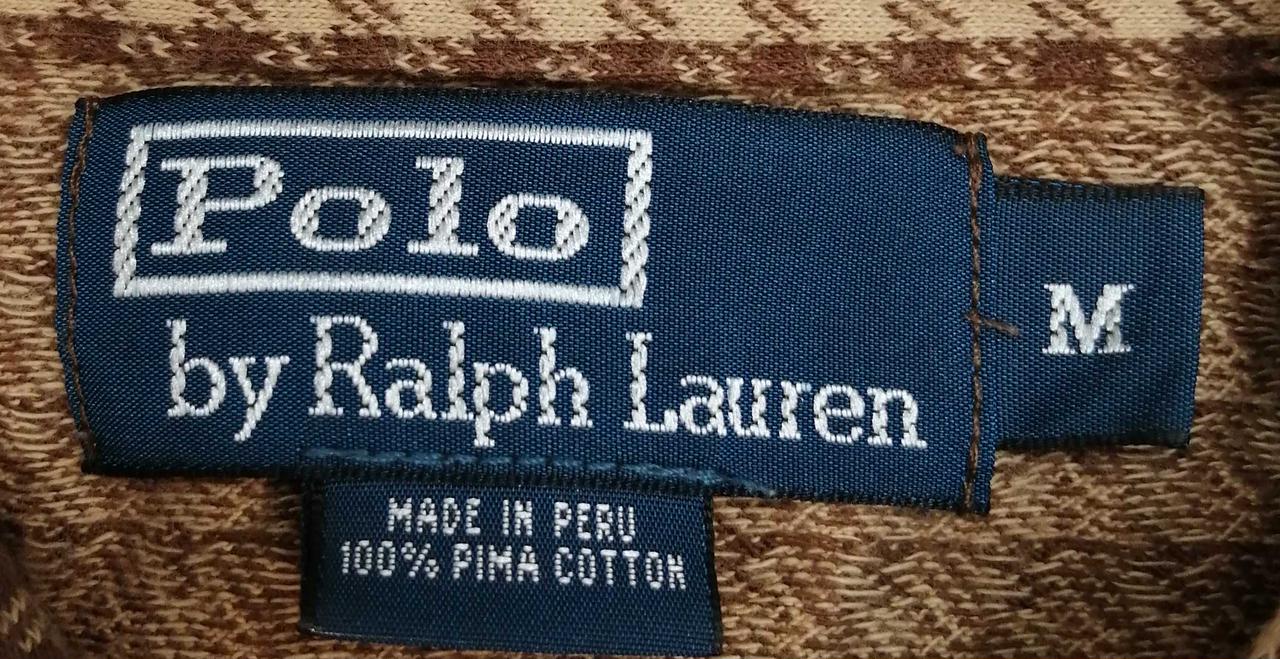 Polo
by Ralph Lauren
M
MADE IN PERU
100% PIMA COTTON